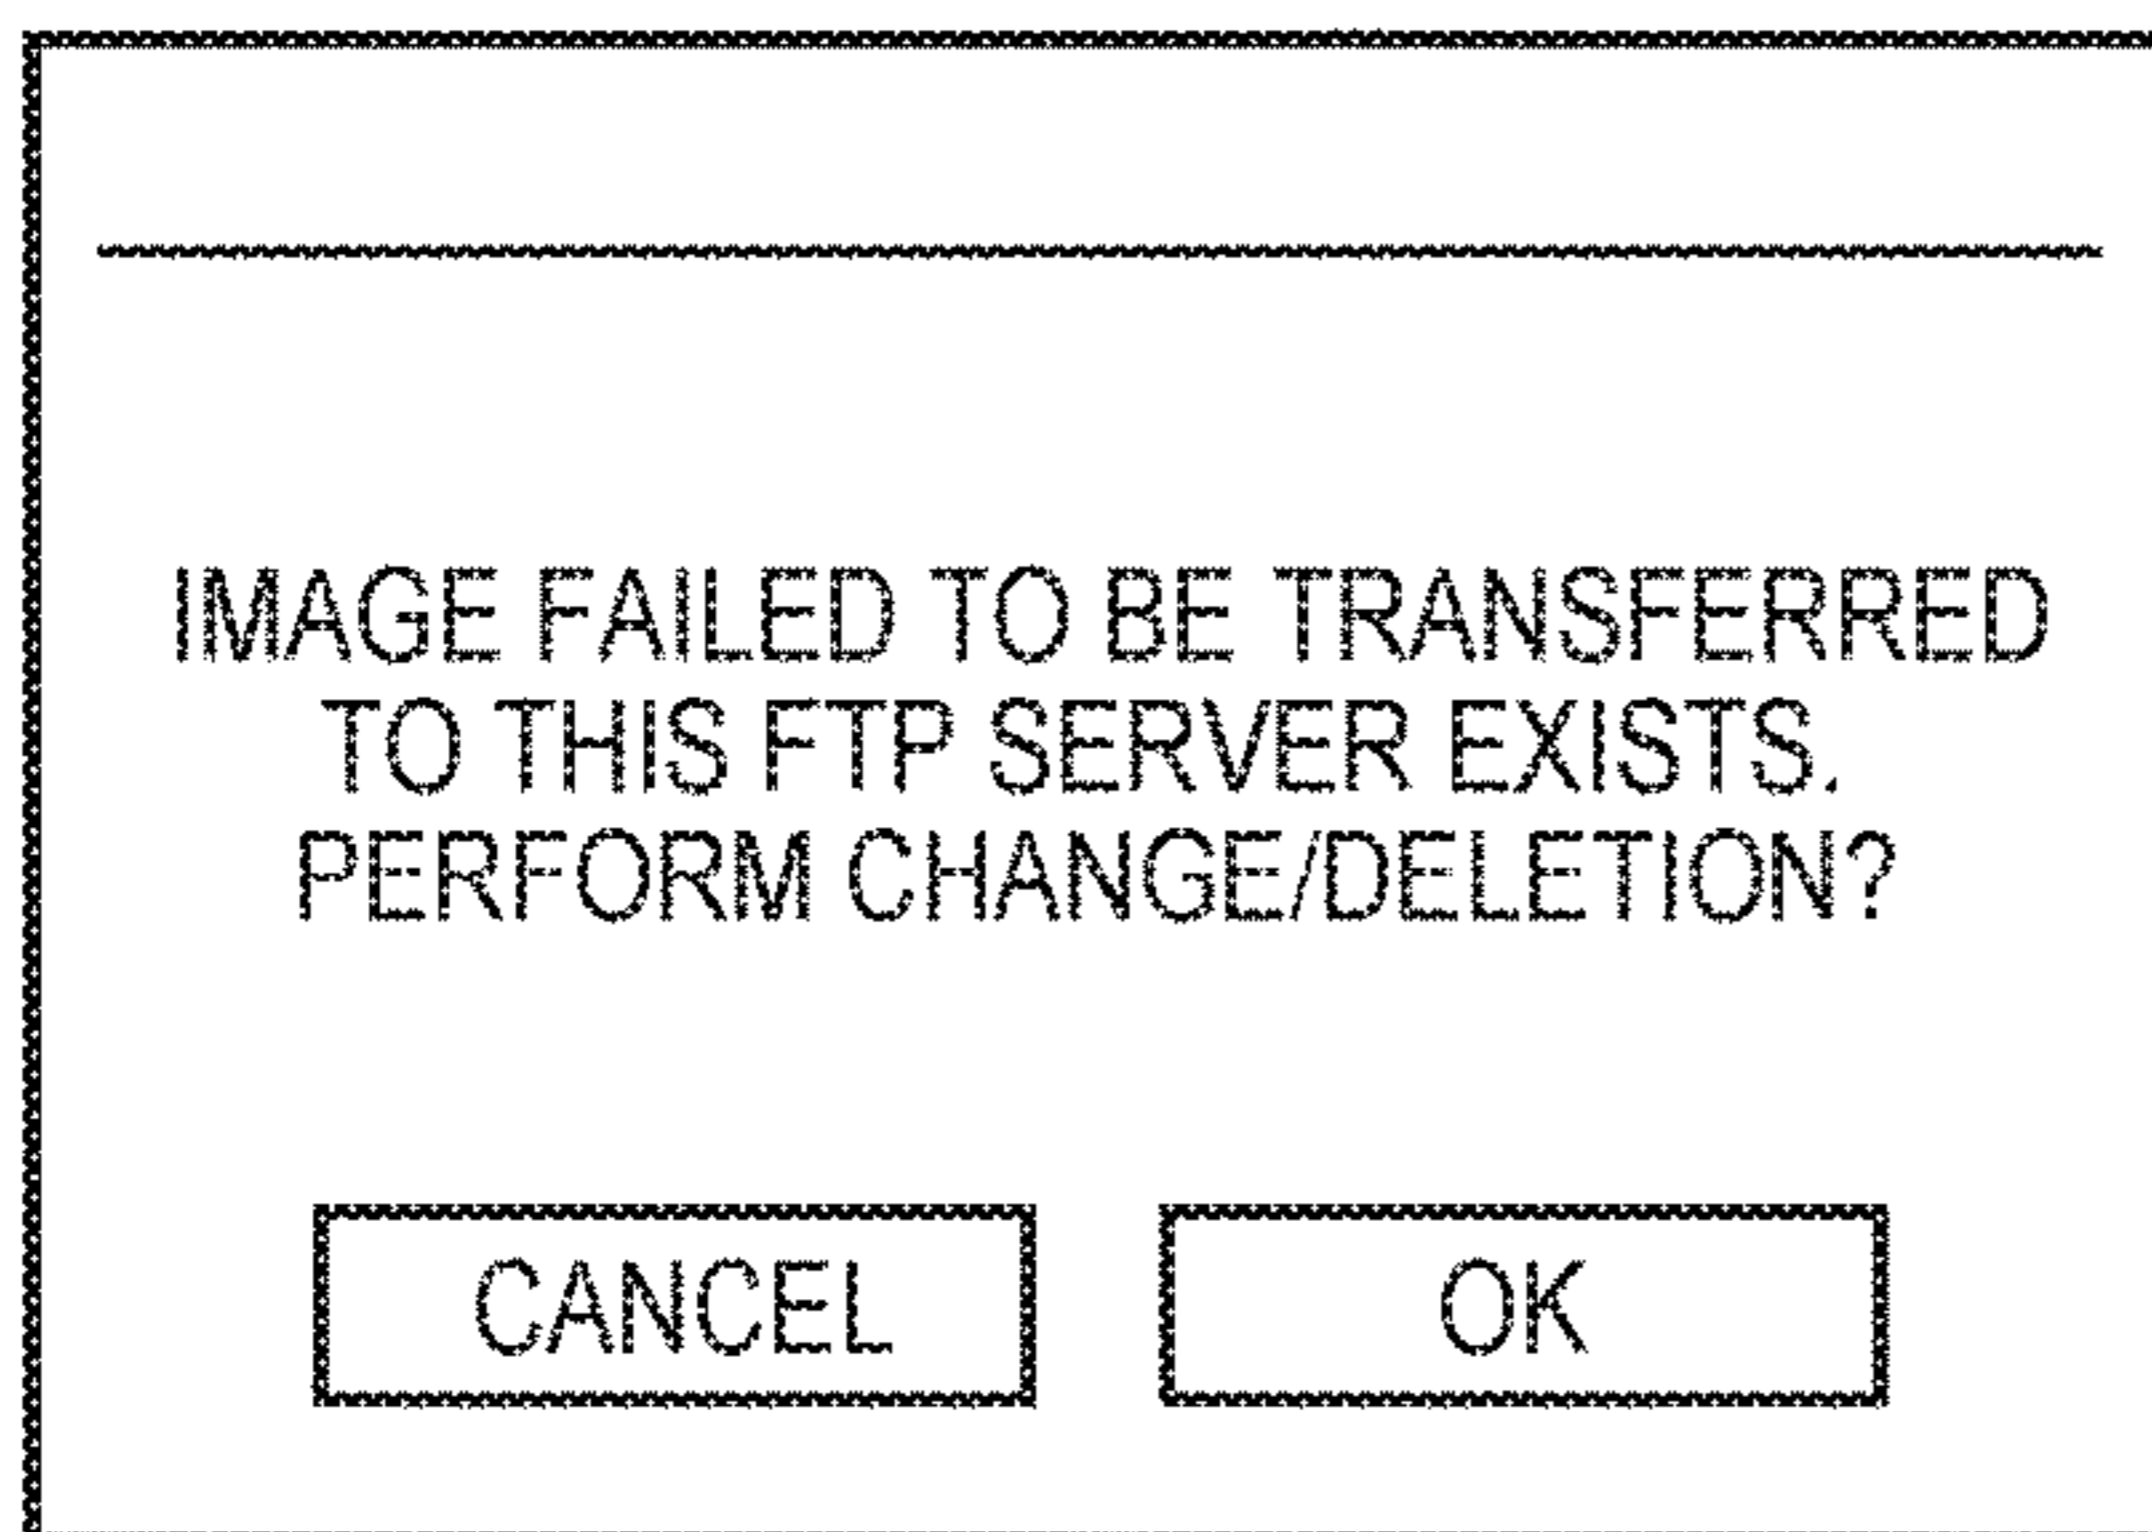 IMAGE FAILED TO BE TRANSFERRED
TO THIS FTP SERVER EXISTS.
PERFORM CHANGE/DELETION?
CANCEL
OK